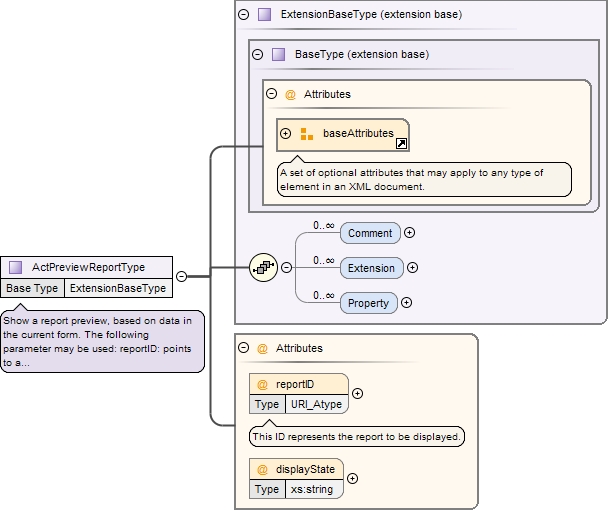 ExtensionBaseType (extension base)
BaseType (extension base)
@ Attributes
baseAttributes
A set of optional attributes that may apply to any type of
element in an XML document.
0..∞
Comment
0..∞
Extension
0..∞
Property
ActPreviewReportType
Base Type ExtensionBaseType
Show a report preview, based on data in
the current form. The following
parameter may be used: reportID: points
to a...
@ Attributes
@ reportID
Type URI_Atype
This ID represents the report to be displayed.
@ displayState
Type xs:string